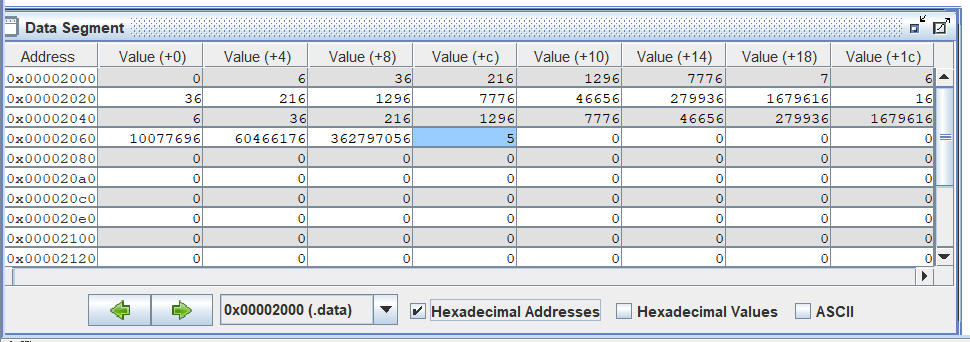 Data Segment
Address Value (+0) Value (+4) Value (+8) Value (+c) Value (+10) Value (+14) Value (+18) Value (+1c)
0x00002000 0 6 36 216 1296 7776 7 6
0x00002020 36 216 1296 7776 46656 279936 1679616 16
0x00002040 6 36 216 1296 7776 46656 279936 1679616
0x00002060 10077696 60466176 362797056 5 0 0 0 0
0x00002080 0 0 0 0 0 0 0 0
0x000020a0 0 0 0 0 0 0 0 0
0x000020c0 0 0 0 0 0 0 0 0
0x000020e0 0 0 0 0 0 0 0 0
0x00002100 0 0 0 0 0 0 0 0
0x00002120 0 0 0 0 0 0 0 0
0x00002000 (.data) Hexadecimal Addresses Hexadecimal Values ASCII